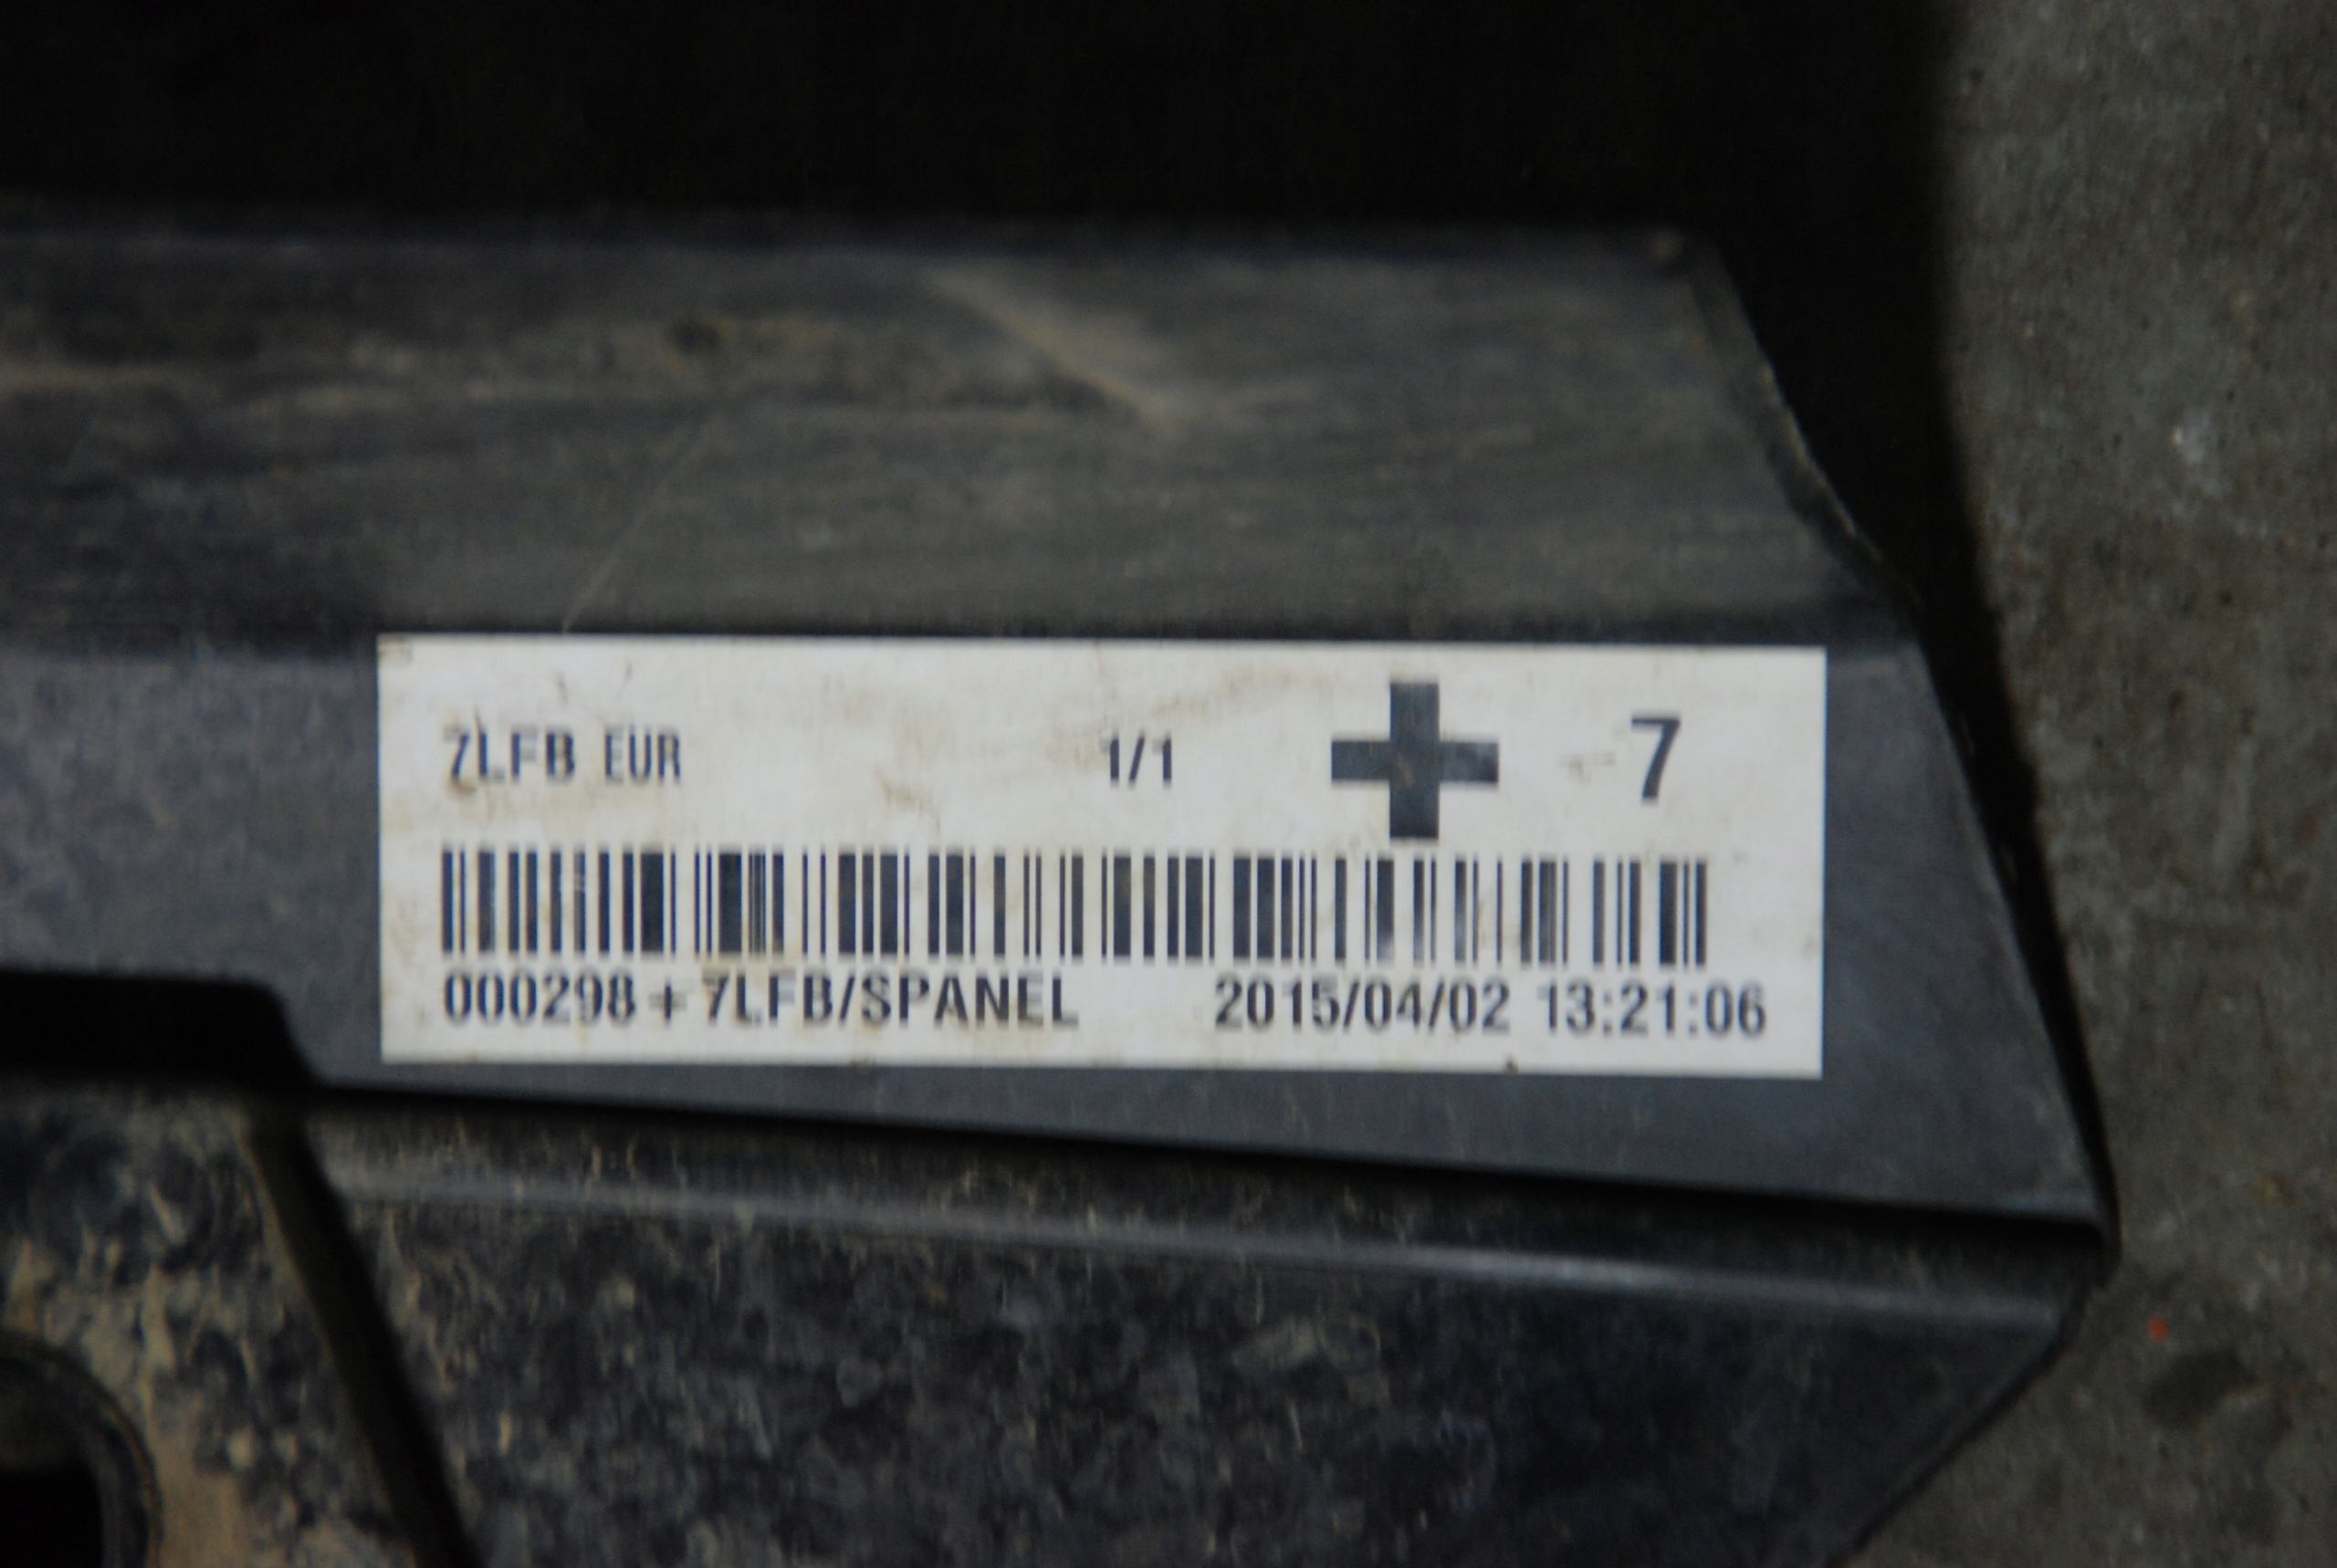 7LFB EUR 1/1 + 7
000298+7LFB/SPANEL 2015/04/02 13:21:06